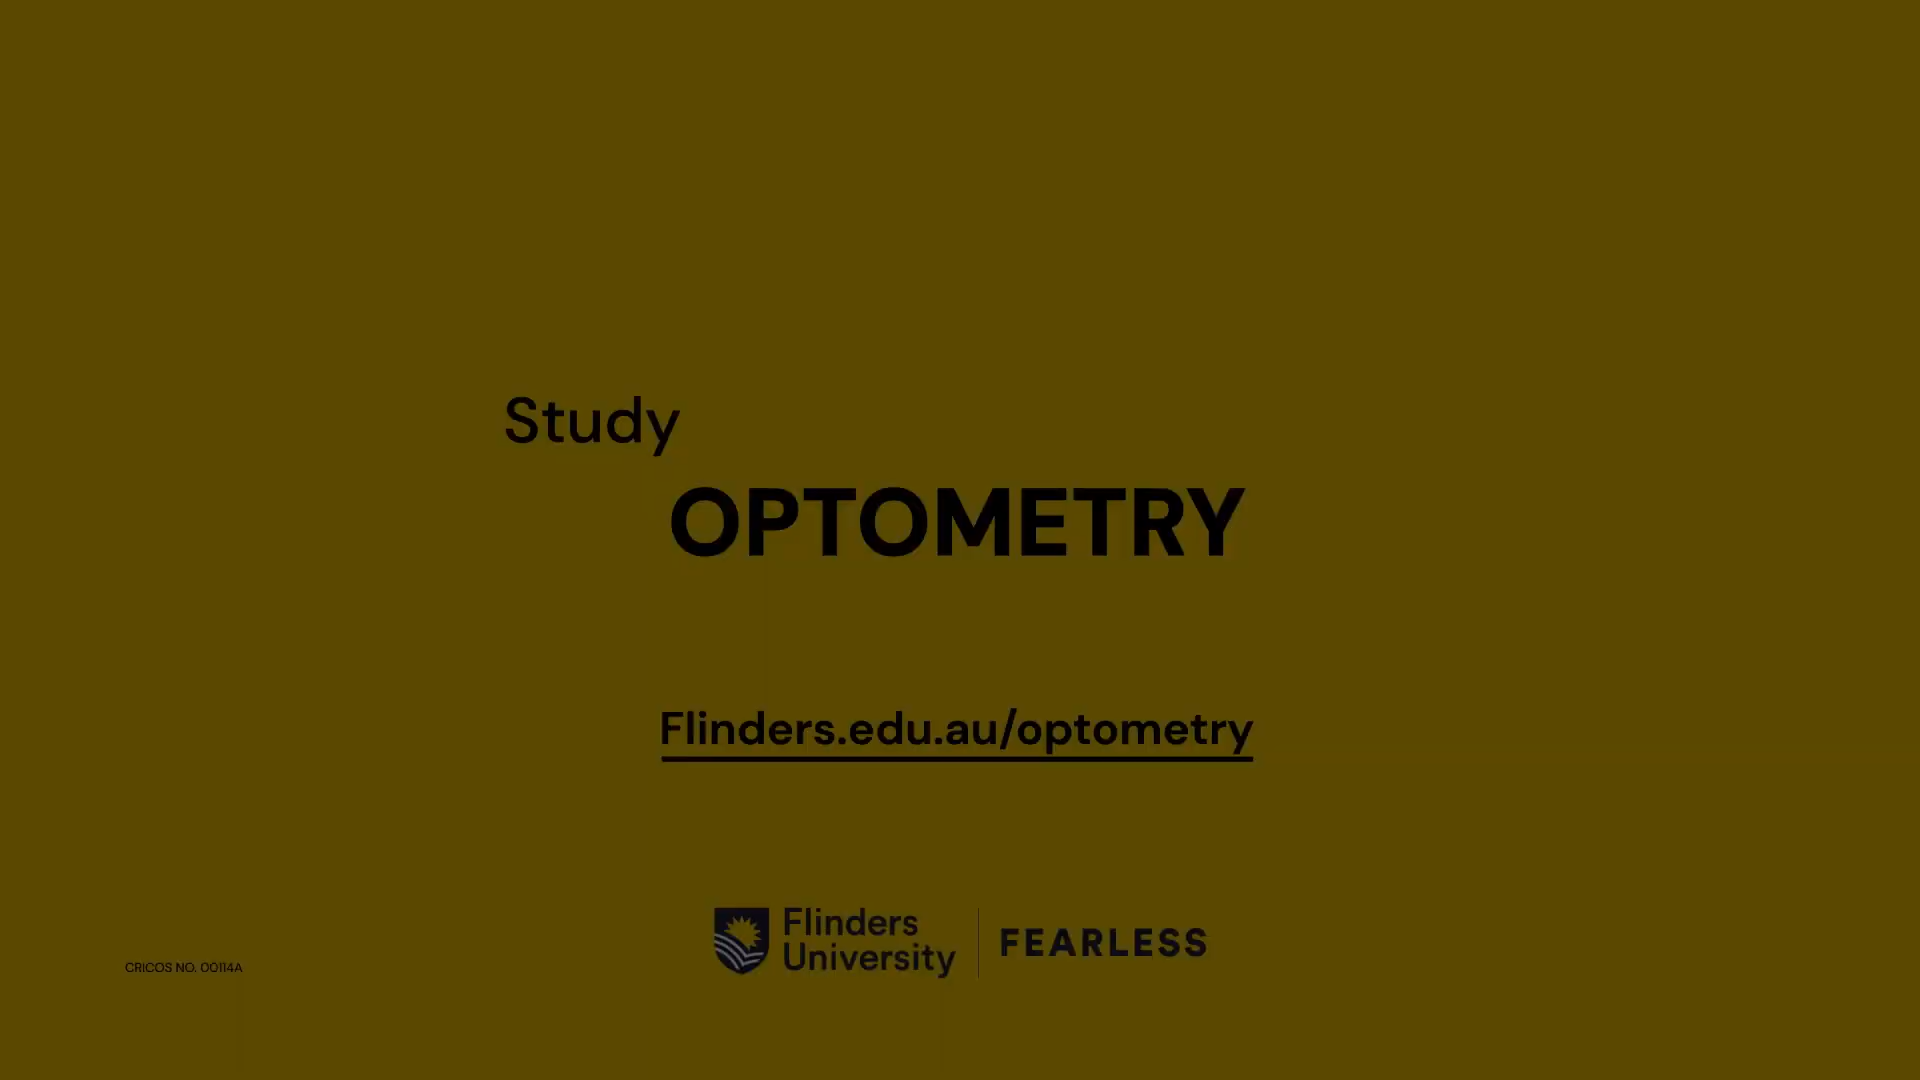 Study
OPTOMETRY
Flinders.edu.au/optometry
Flinders
University
FEARLESS
CRICOS NO. 00114A